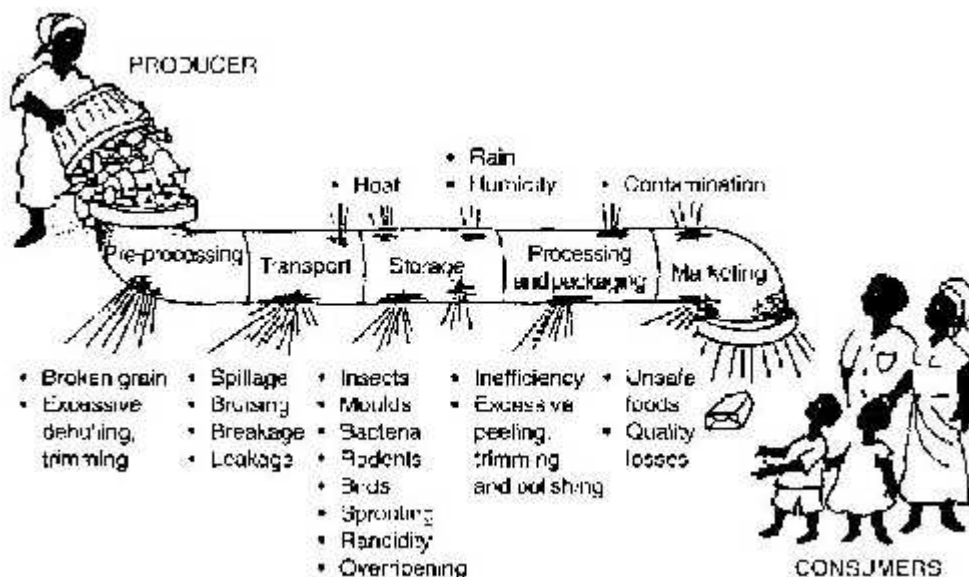 PRODUCER
• Rain
• Heat
• Humidity
• Contamination
Pre-processing
Transport
Storage
Processing
and packaging
Marketing
• Broken grain
• Excessive
dehulling,
trimming
• Spillage
• Bruising
• Breakage
• Leakage
• Insects
• Moulds
• Bacteria
• Rodents
• Birds
• Sprouting
• Rancidity
• Overripening
• Inefficiency
• Excessive
peeling,
trimming
and polishing
• Unsafe
foods
• Quality
losses
CONSUMERS